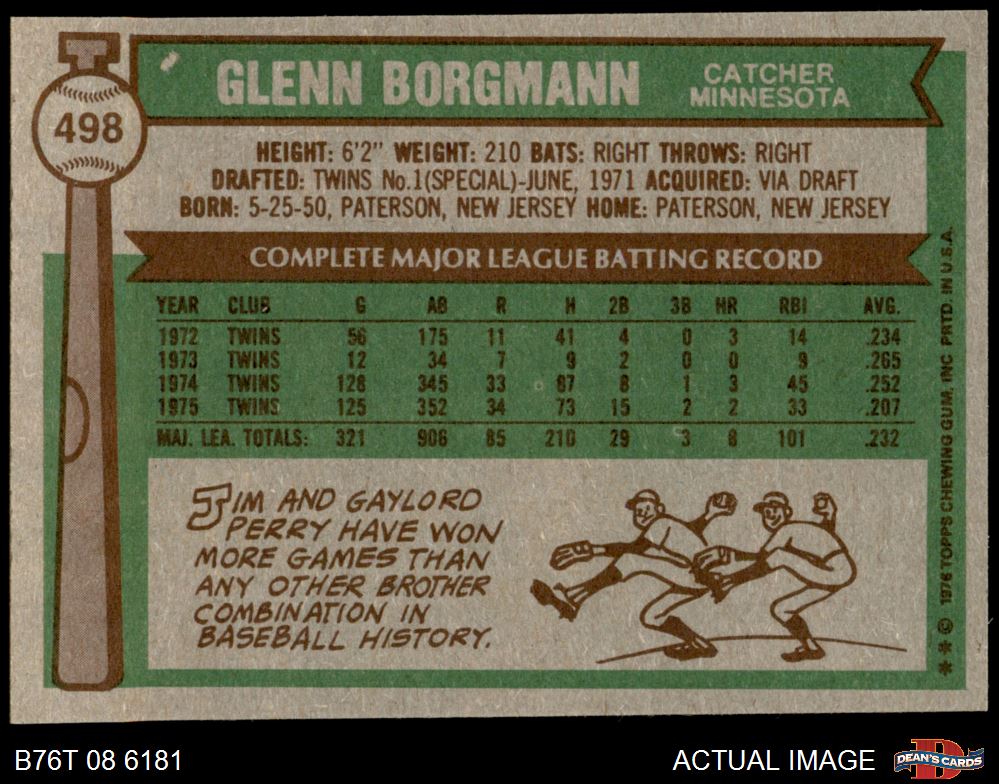 GLENN BORGMANN
CATCHER
MINNESOTA
498
HEIGHT: 6'2" WEIGHT: 210 BATS: RIGHT THROWS: RIGHT
DRAFTED: TWINS No.1(SPECIAL)-JUNE, 1971 ACQUIRED: VIA DRAFT
BORN: 5-25-50, PATERSON, NEW JERSEY HOME: PATERSON, NEW JERSEY
COMPLETE MAJOR LEAGUE BATTING RECORD
YEAR CLUB G AB R H 2B 3B HR RBI AVG.
1972 TWINS 56 175 11 41 4 0 3 14 .234
1973 TWINS 12 34 7 9 2 0 0 9 .265
1974 TWINS 128 345 33 87 8 1 3 45 .252
1975 TWINS 125 352 34 73 15 2 2 33 .207
MAJ. LEA. TOTALS: 321 906 85 210 29 3 8 101 .232
JIM AND GAYLORD
PERRY HAVE WON
MORE GAMES THAN
ANY OTHER BROTHER
COMBINATION IN
BASEBALL HISTORY.
** © 1976 TOPPS CHEWING GUM, INC PRTD. IN U.S.A.
B76T 08 6181
ACTUAL IMAGE
D
DEAN'S CARDS